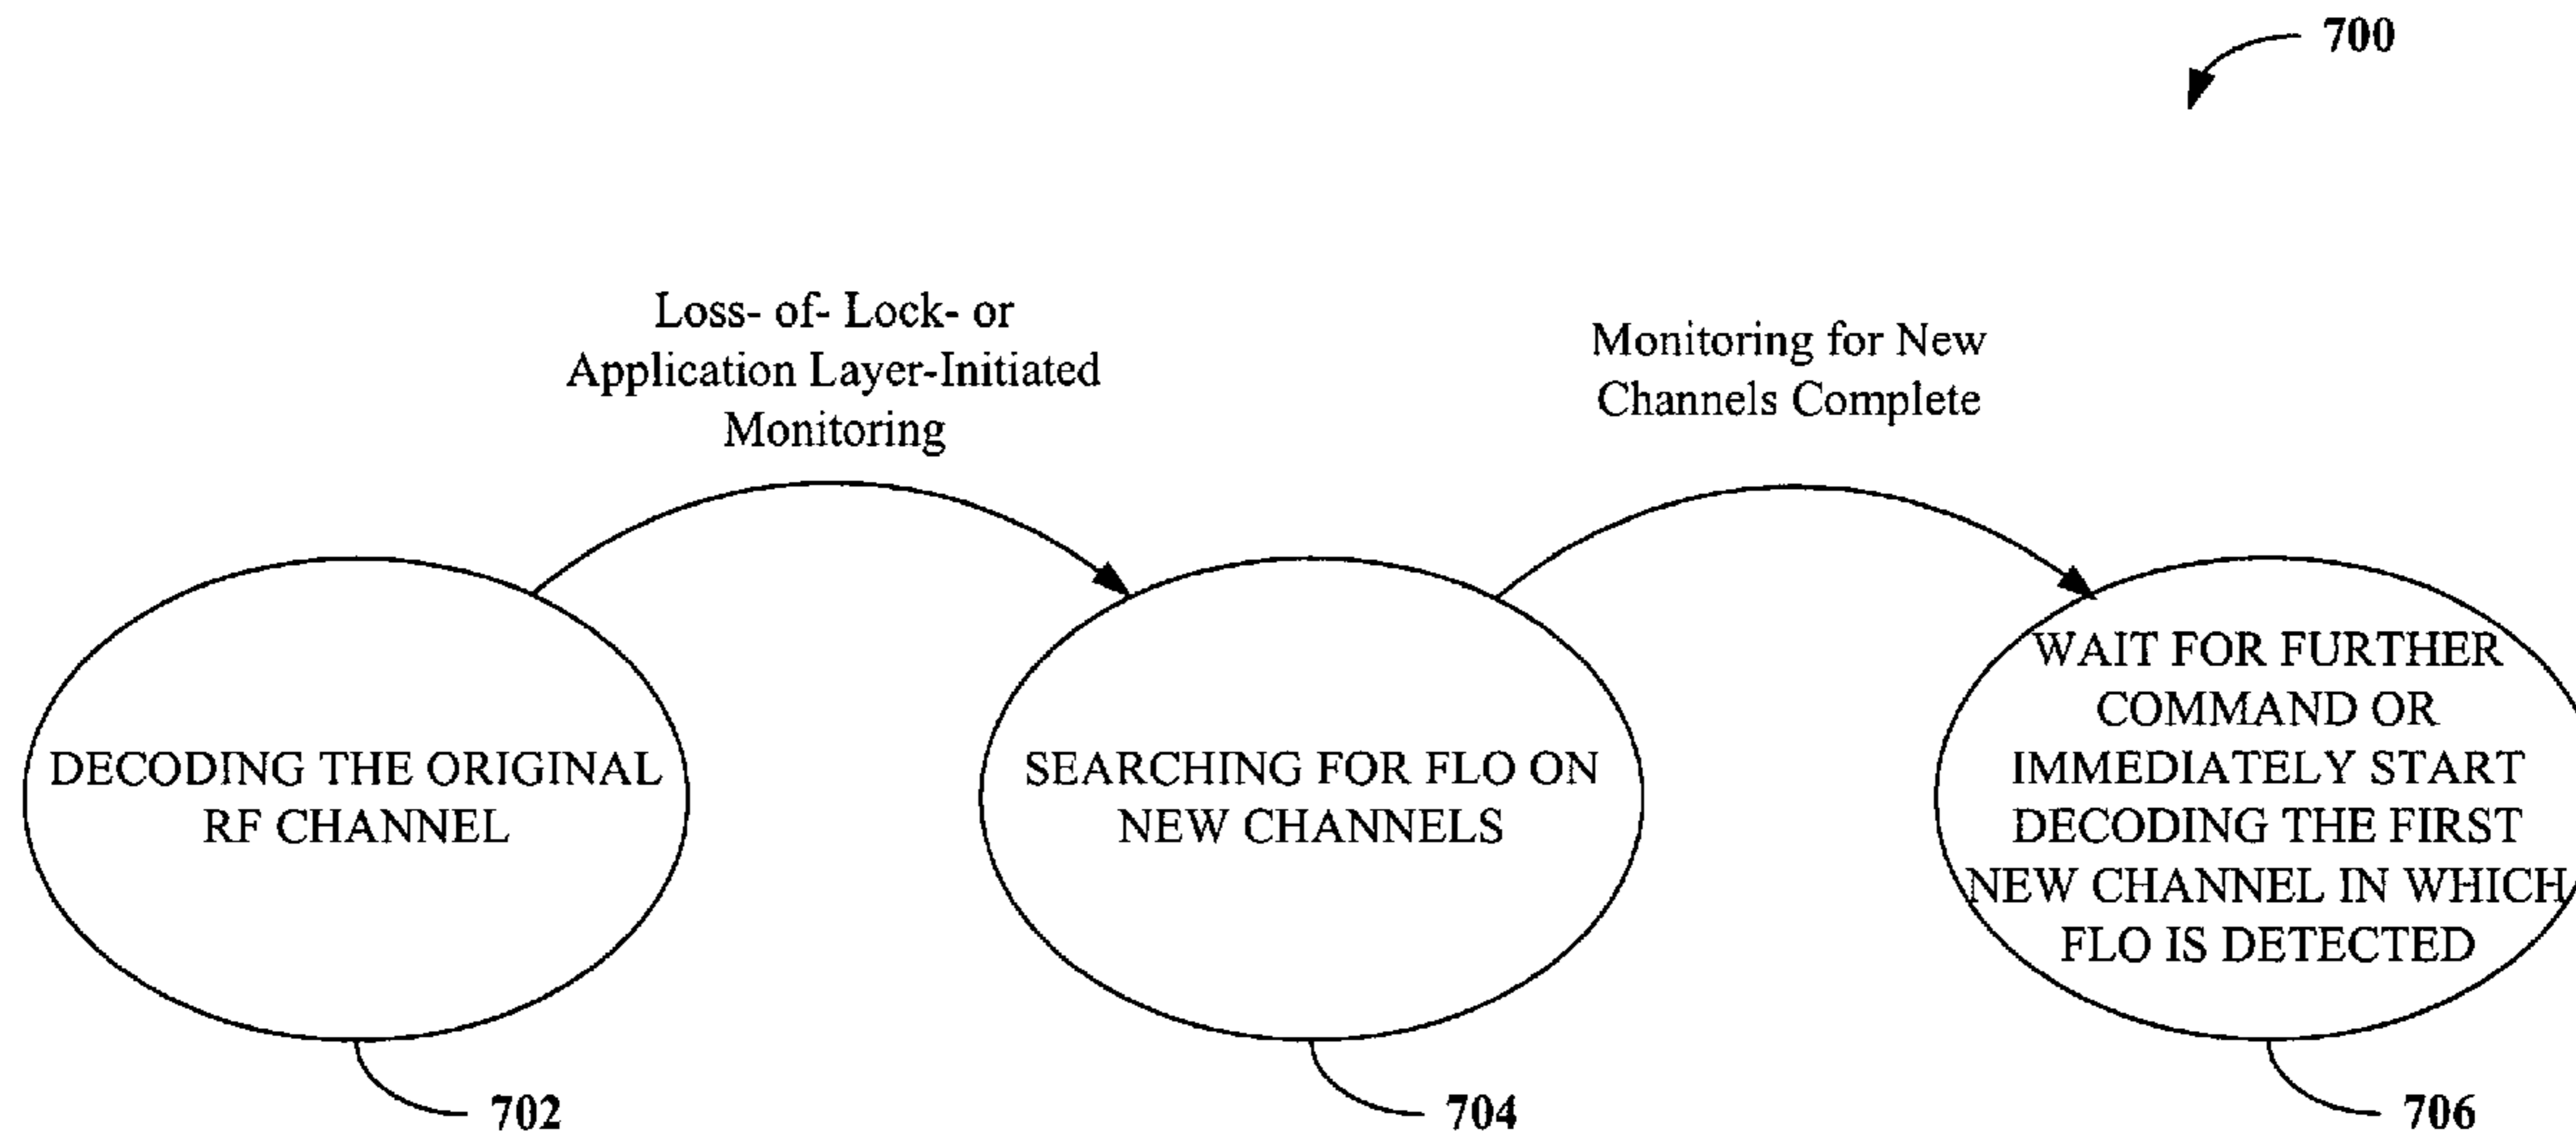 700
Loss- of- Lock- or
Application Layer-Initiated
Monitoring
Monitoring for New
Channels Complete
DECODING THE ORIGINAL
RF CHANNEL
SEARCHING FOR FLO ON
NEW CHANNELS
WAIT FOR FURTHER
COMMAND OR
IMMEDIATELY START
DECODING THE FIRST
NEW CHANNEL IN WHICH
FLO IS DETECTED
702
704
706